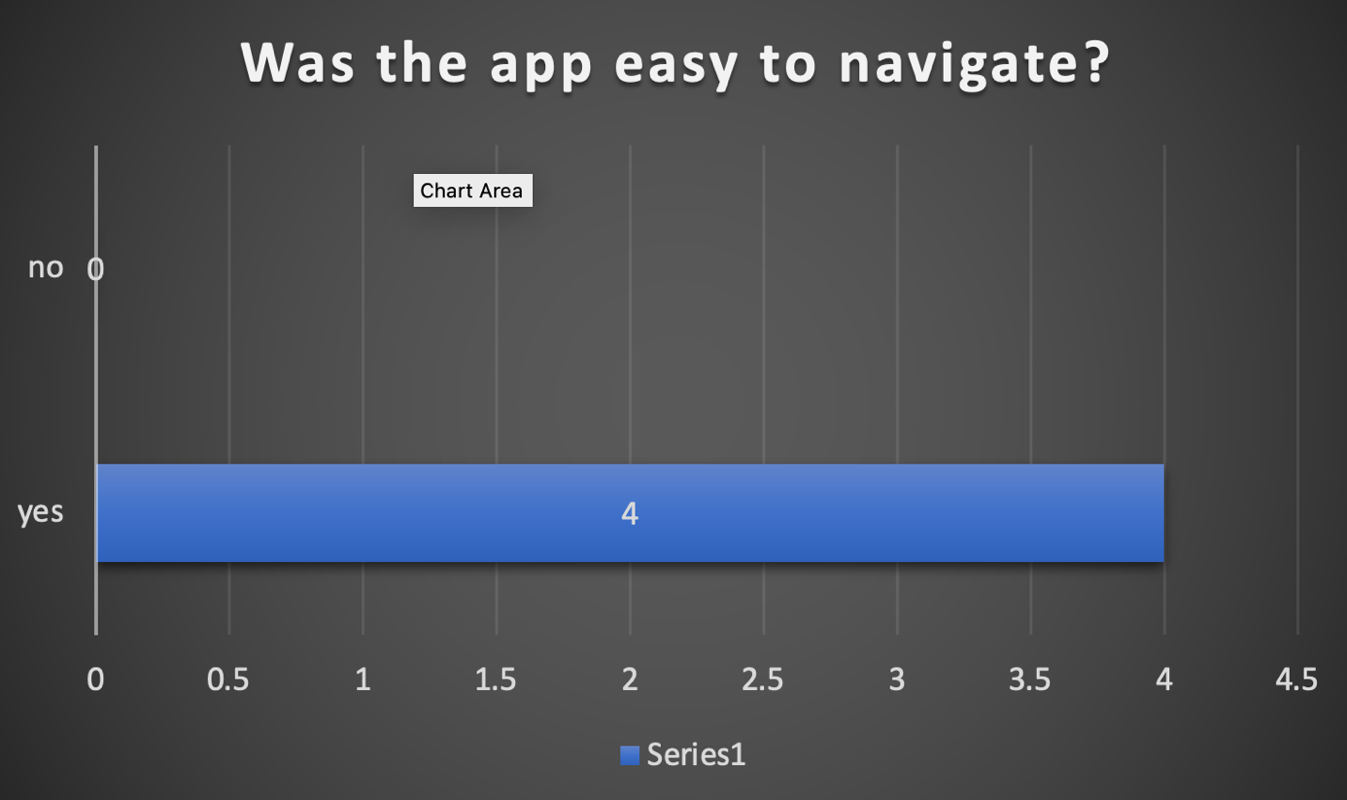 Was the app easy to navigate?
Chart Area
no 0
yes 4
0 0.5 1 1.5 2 2.5 3 3.5 4 4.5
Series1